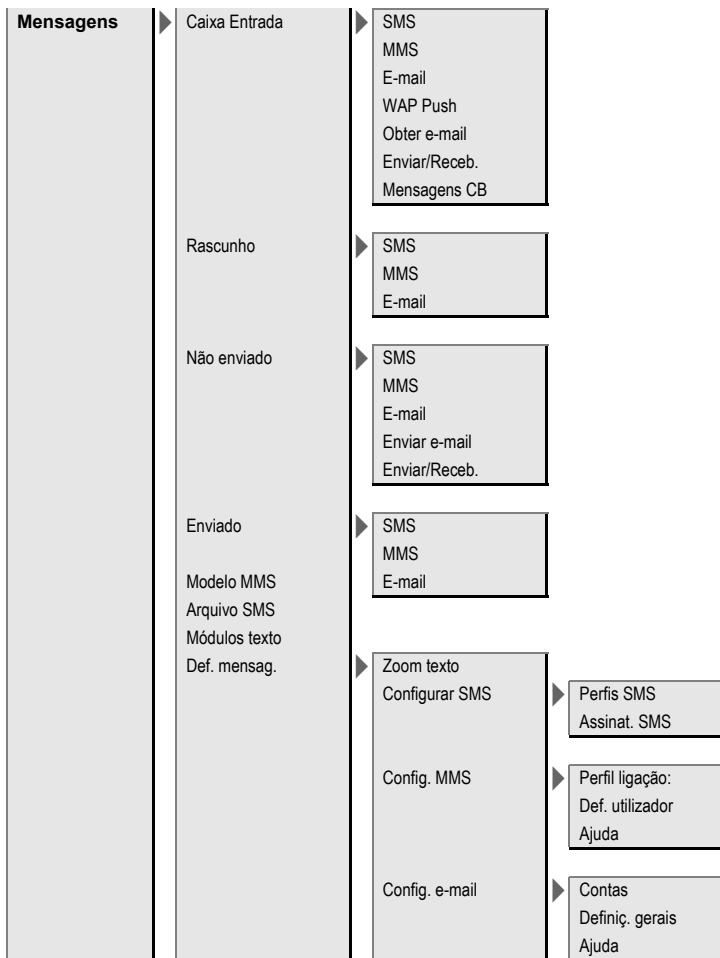 Mensagens
Caixa Entrada
SMS
MMS
E-mail
WAP Push
Obter e-mail
Enviar/Receb.
Mensagens CB
Rascunho
SMS
MMS
E-mail
Não enviado
SMS
MMS
E-mail
Enviar e-mail
Enviar/Receb.
Enviado
SMS
MMS
E-mail
Modelo MMS
Arquivo SMS
Módulos texto
Def. mensag.
Zoom texto
Configurar SMS
Perfis SMS
Assinat. SMS
Config. MMS
Perfil ligação:
Def. utilizador
Ajuda
Config. e-mail
Contas
Definiç. gerais
Ajuda